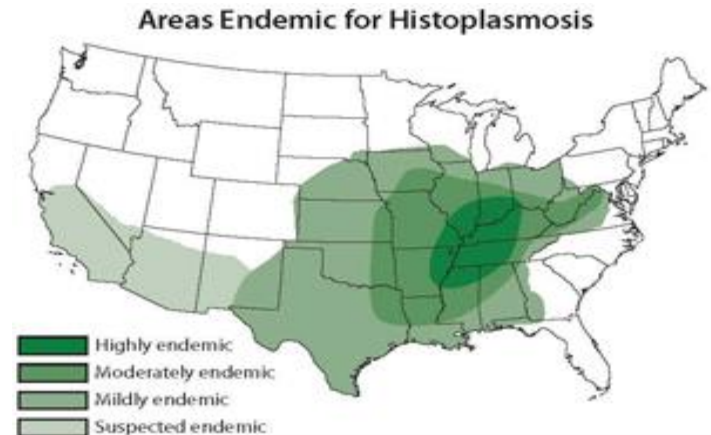 Areas Endemic for Histoplasmosis
Highly endemic
Moderately endemic
Mildly endemic
Suspected endemic